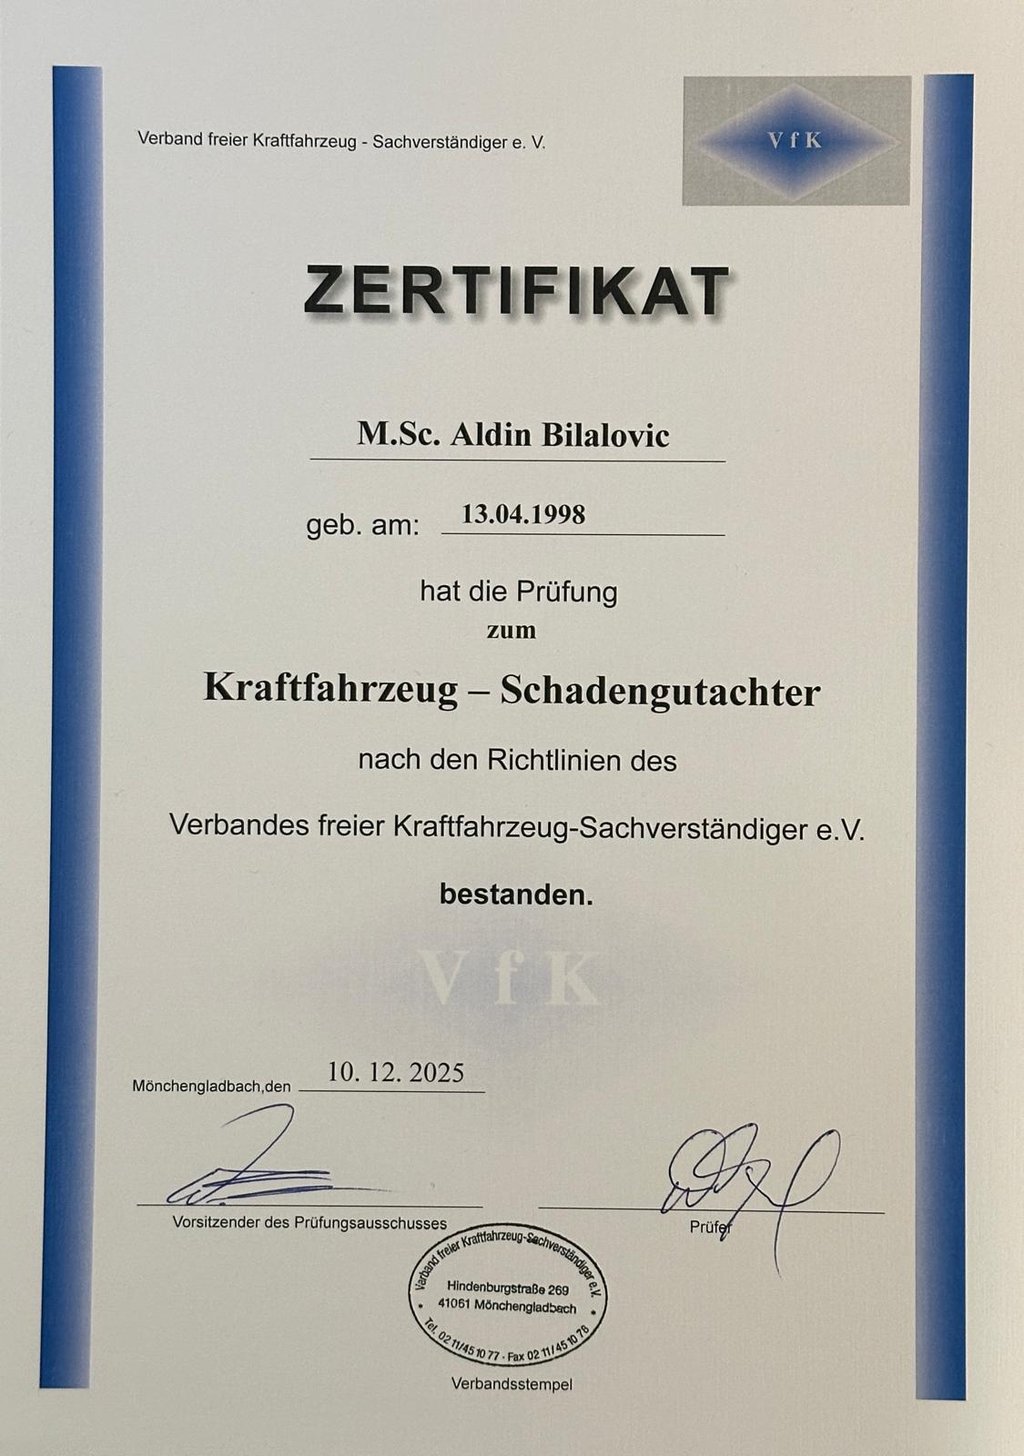 Verband freier Kraftfahrzeug - Sachverständiger e. V.
V f K
ZERTIFIKAT
M.Sc. Aldin Bilalovic
geb. am: 13.04.1998
hat die Prüfung
zum
Kraftfahrzeug – Schadengutachter
nach den Richtlinien des
Verbandes freier Kraftfahrzeug-Sachverständiger e.V.
bestanden.
V f K
Mönchengladbach,den 10. 12. 2025
Vorsitzender des Prüfungsausschusses
Prüfer
Verband freier Kraftfahrzeug-Sachverständiger e.V.
Hindenburgstraße 269
41061 Mönchengladbach
Tel. 02 11/45 10 77 - Fax 02 11/45 10 78
Verbandsstempel